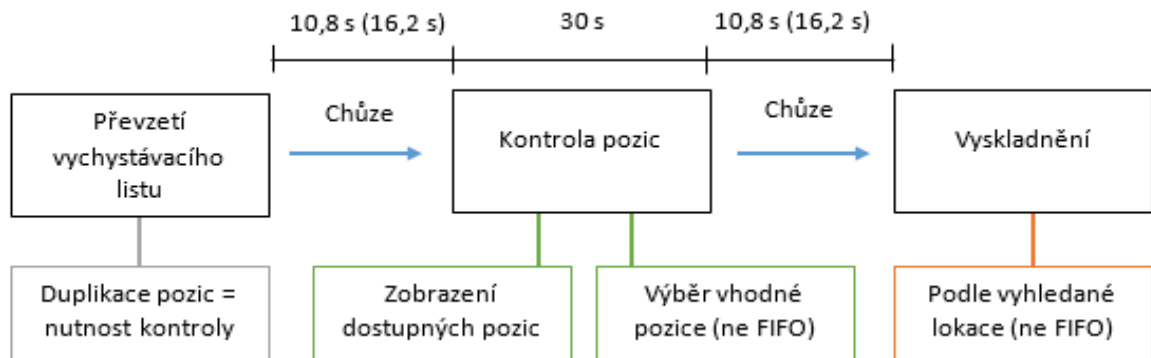 10,8 s (16,2 s)
30 s
10,8 s (16,2 s)
Převzetí
vychystávacího
listu
Chůze
Kontrola pozic
Chůze
Vyskladnění
Duplikace pozic =
nutnost kontroly
Zobrazení
dostupných pozic
Výběr vhodné
pozice (ne FIFO)
Podle vyhledané
lokace (ne FIFO)